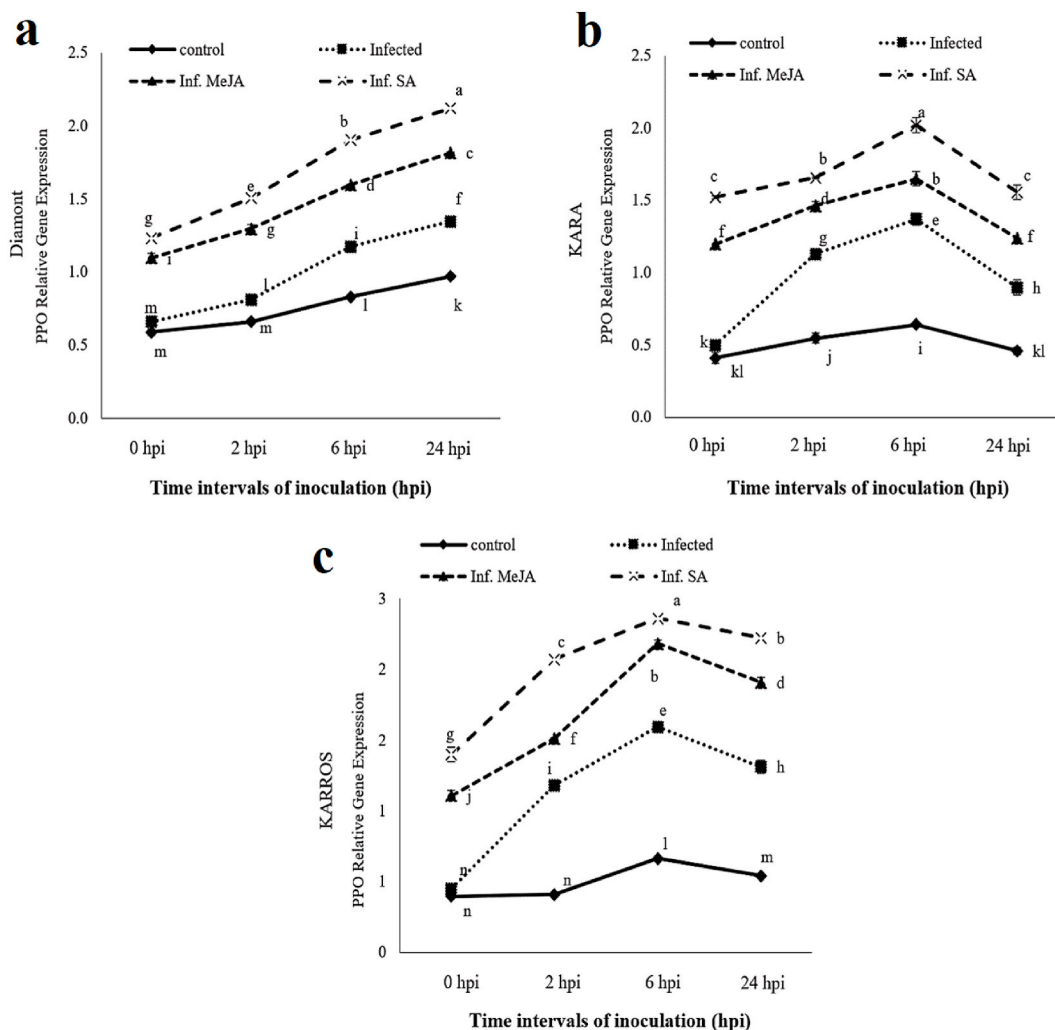 a
control Infected
Inf. MeJA Inf. SA
2.5
2.0
1.5
1.0
0.5
0.0
Diamont
PPO Relative Gene Expression
g e b a
i g d c
m l i f
m m l k
0 hpi 2 hpi 6 hpi 24 hpi
Time intervals of inoculation (hpi)
b
control Infected
Inf. MeJA Inf. SA
2.5
2.0
1.5
1.0
0.5
0.0
KARA
PPO Relative Gene Expression
c b a c
f d b f
k g e h
kl j i kl
0 hpi 2 hpi 6 hpi 24 hpi
Time intervals of inoculation (hpi)
c
control Infected
Inf. MeJA Inf. SA
3
2
2
1
1
0
KARROS
PPO Relative Gene Expression
g c a b
j f b d
n i e h
n n l m
0 hpi 2 hpi 6 hpi 24 hpi
Time intervals of inoculation (hpi)